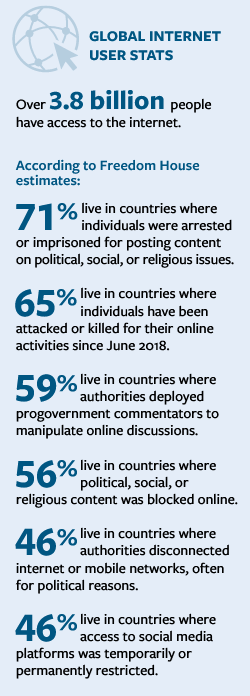 GLOBAL INTERNET
USER STATS
Over 3.8 billion people
have access to the internet.
According to Freedom House
estimates:
71% live in countries where
individuals were arrested
or imprisoned for posting content
on political, social, or religious issues.
65% live in countries where
individuals have been
attacked or killed for their online
activities since June 2018.
59% live in countries where
authorities deployed
progovernment commentators to
manipulate online discussions.
56% live in countries where
political, social, or
religious content was blocked online.
46% live in countries where
authorities disconnected
internet or mobile networks, often
for political reasons.
46% live in countries where
access to social media
platforms was temporarily or
permanently restricted.